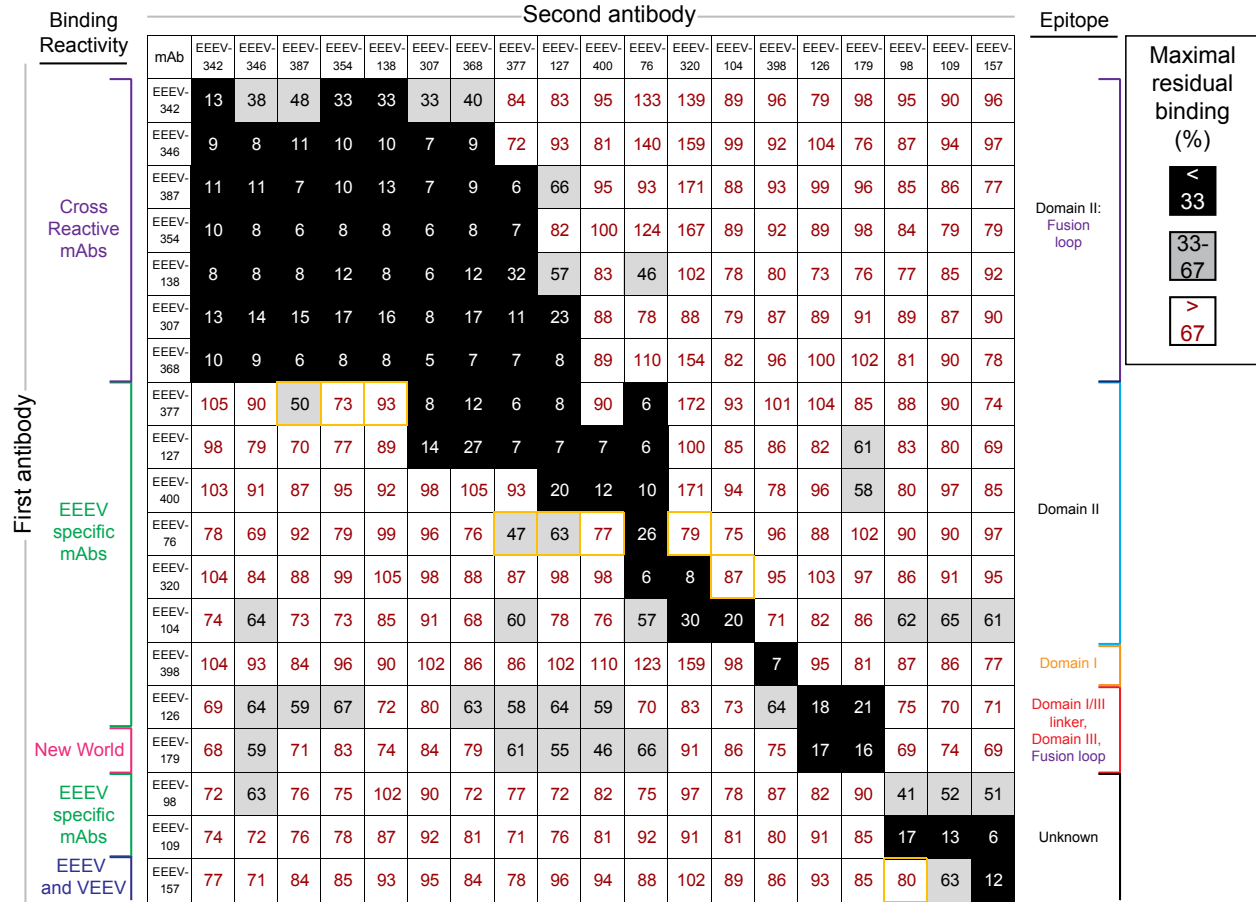 Binding
Reactivity
Second antibody
Epitope
mAb EEEV-342 EEEV-346 EEEV-387 EEEV-354 EEEV-138 EEEV-307 EEEV-368 EEEV-377 EEEV-127 EEEV-400 EEEV-76 EEEV-320 EEEV-104 EEEV-398 EEEV-126 EEEV-179 EEEV-98 EEEV-109 EEEV-157
EEEV-342 13 38 48 33 33 33 40 84 83 95 133 139 89 96 79 98 95 90 96
EEEV-346 9 8 11 10 10 7 9 72 93 81 140 159 99 92 104 76 87 94 97
EEEV-387 11 11 7 10 13 7 9 6 66 95 93 171 88 93 99 96 85 86 77
EEEV-354 10 8 6 8 8 6 8 7 82 100 124 167 89 92 89 98 84 79 79
EEEV-138 8 8 8 12 8 6 12 32 57 83 46 102 78 80 73 76 77 85 92
EEEV-307 13 14 15 17 16 8 17 11 23 88 78 88 79 87 89 91 89 87 90
EEEV-368 10 9 6 8 8 5 7 7 8 89 110 154 82 96 100 102 81 90 78
EEEV-377 105 90 50 73 93 8 12 6 8 90 6 172 93 101 104 85 88 90 74
EEEV-127 98 79 70 77 89 14 27 7 7 7 6 100 85 86 82 61 83 80 69
EEEV-400 103 91 87 95 92 98 105 93 20 12 10 171 94 78 96 58 80 97 85
EEEV-76 78 69 92 79 99 96 76 47 63 77 26 79 75 96 88 102 90 90 97
EEEV-320 104 84 88 99 105 98 88 87 98 98 6 8 87 95 103 97 86 91 95
EEEV-104 74 64 73 73 85 91 68 60 78 76 57 30 20 71 82 86 62 65 61
EEEV-398 104 93 84 96 90 102 86 86 102 110 123 159 98 7 95 81 87 86 77
EEEV-126 69 64 59 67 72 80 63 58 64 59 70 83 73 64 18 21 75 70 71
EEEV-179 68 59 71 83 74 84 79 61 55 46 66 91 86 75 17 16 69 74 69
EEEV-98 72 63 76 75 102 90 72 77 72 82 75 97 78 87 82 90 41 52 51
EEEV-109 74 72 76 78 87 92 81 71 76 81 92 91 81 80 91 85 17 13 6
EEEV-157 77 71 84 85 93 95 84 78 96 94 88 102 89 86 93 85 80 63 12
First antibody
Cross
Reactive
mAbs
EEEV
specific
mAbs
New World
EEEV
specific
mAbs
EEEV
and VEEV
Domain II:
Fusion
loop
Domain II
Domain I
Domain I/III
linker,
Domain III,
Fusion loop
Unknown
Maximal
residual
binding
(%)
<
33
33-
67
>
67